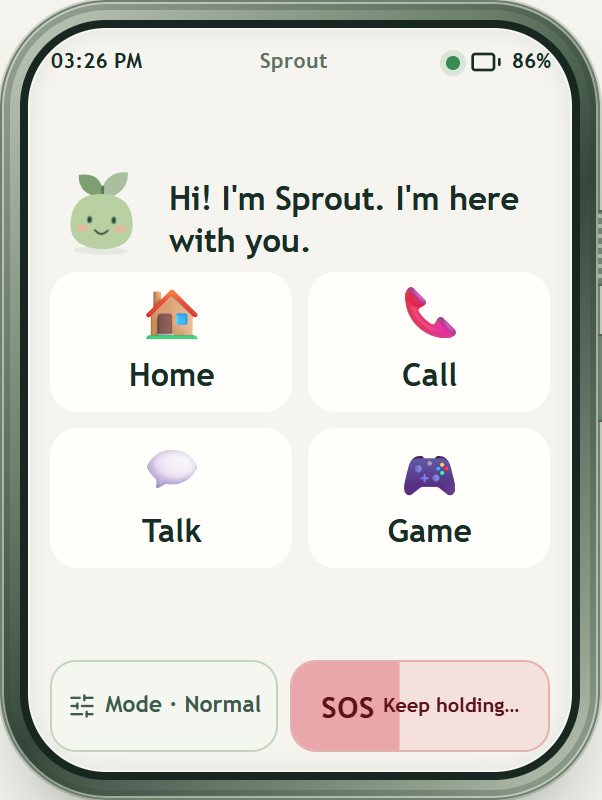 03:26 PM
Sprout
86%
Hi! I'm Sprout. I'm here
with you.
Home
Call
Talk
Game
Mode · Normal
SOS Keep holding...